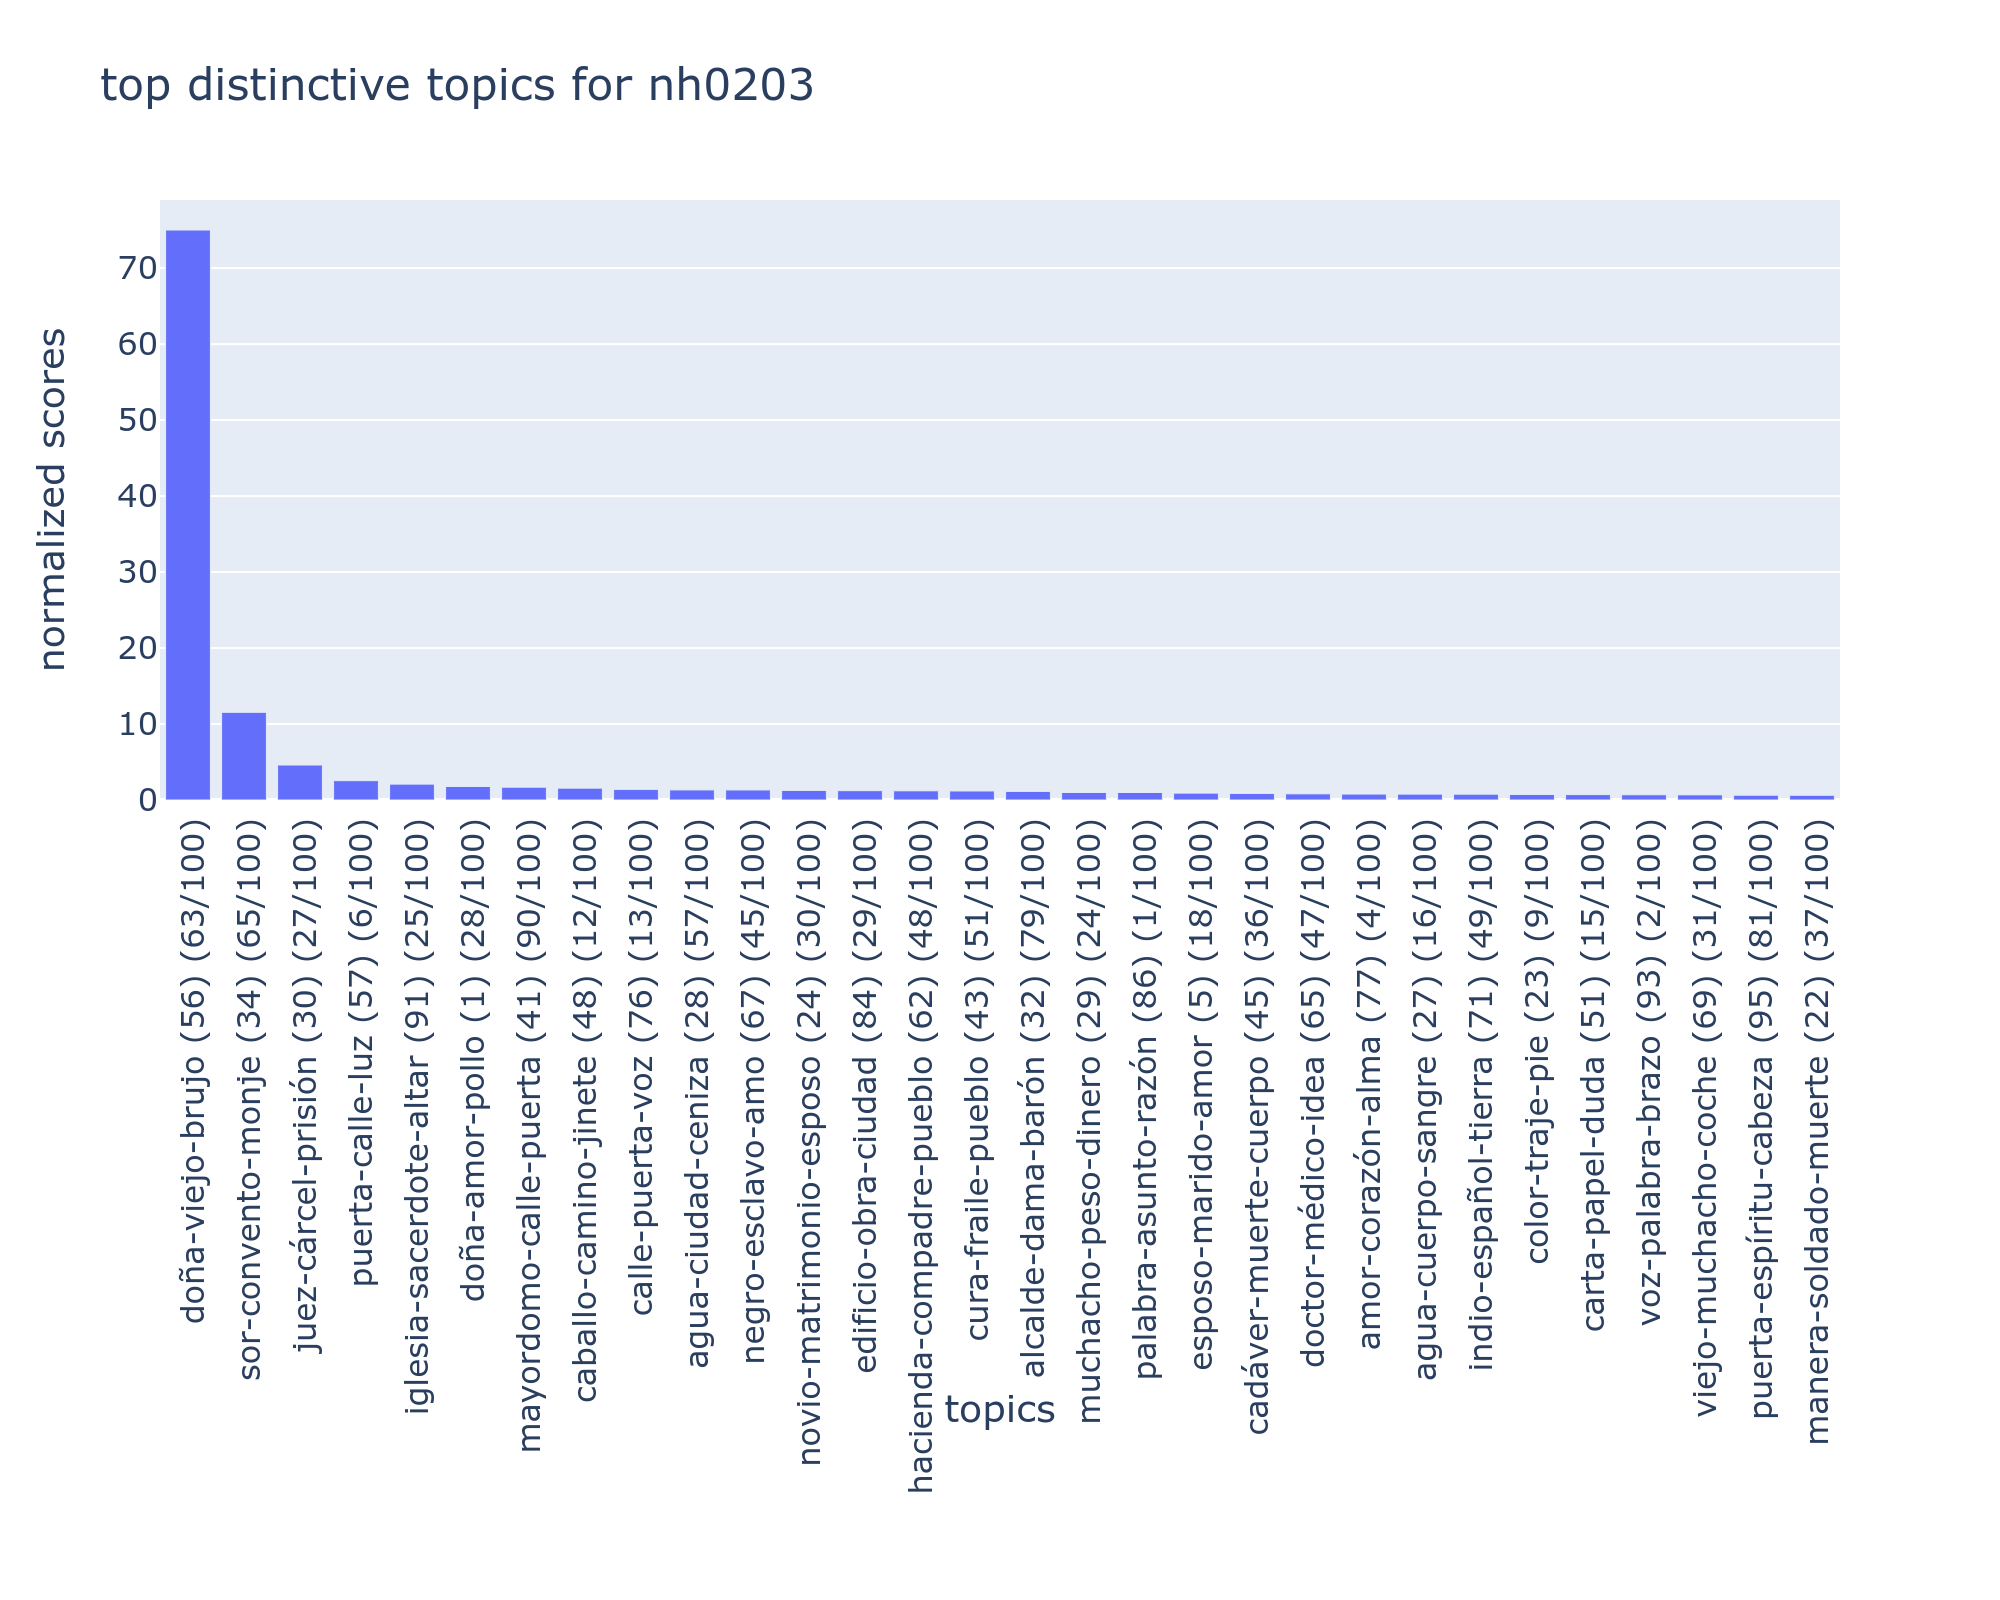 top distinctive topics for nh0203
normalized scores
70
60
50
40
30
20
10
0
doña-viejo-brujo (56) (63/100)
sor-convento-monje (34) (65/100)
juez-cárcel-prisión (30) (27/100)
puerta-calle-luz (57) (6/100)
iglesia-sacerdote-altar (91) (25/100)
doña-amor-pollo (1) (28/100)
mayordomo-calle-puerta (41) (90/100)
caballo-camino-jinete (48) (12/100)
calle-puerta-voz (76) (13/100)
agua-ciudad-ceniza (28) (57/100)
negro-esclavo-amo (67) (45/100)
novio-matrimonio-esposo (24) (30/100)
edificio-obra-ciudad (84) (29/100)
hacienda-compadre-pueblo (62) (48/100)
cura-fraile-pueblo (43) (51/100)
alcalde-dama-barón (32) (79/100)
muchacho-peso-dinero (29) (24/100)
palabra-asunto-razón (86) (1/100)
esposo-marido-amor (5) (18/100)
cadáver-muerte-cuerpo (45) (36/100)
doctor-médico-idea (65) (47/100)
amor-corazón-alma (77) (4/100)
agua-cuerpo-sangre (27) (16/100)
indio-español-tierra (71) (49/100)
color-traje-pie (23) (9/100)
carta-papel-duda (51) (15/100)
voz-palabra-brazo (93) (2/100)
viejo-muchacho-coche (69) (31/100)
puerta-espíritu-cabeza (95) (81/100)
manera-soldado-muerte (22) (37/100)
topics